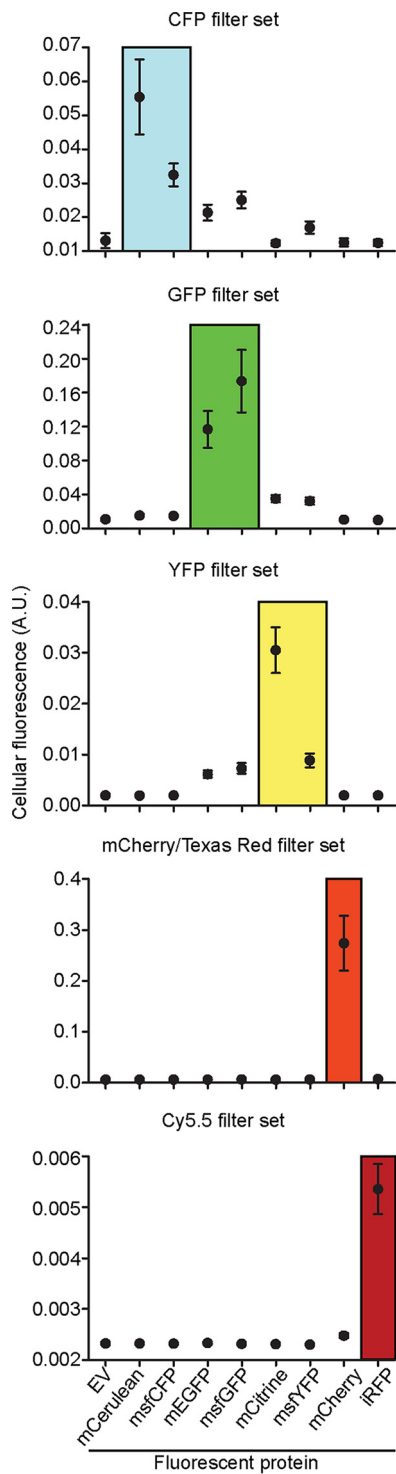 CFP filter set
0.07
0.06
0.05
0.04
0.03
0.02
0.01
GFP filter set
0.24
0.20
0.16
0.12
0.08
0.04
0.00
YFP filter set
0.04
0.03
0.02
0.01
0.00
Cellular fluorescence (A.U.)
mCherry/Texas Red filter set
0.4
0.3
0.2
0.1
0.0
Cy5.5 filter set
0.006
0.005
0.004
0.003
0.002
EV
mCerulean
msfCFP
mEGFP
msfGFP
mCitrine
msfYFP
mCherry
iRFP
Fluorescent protein